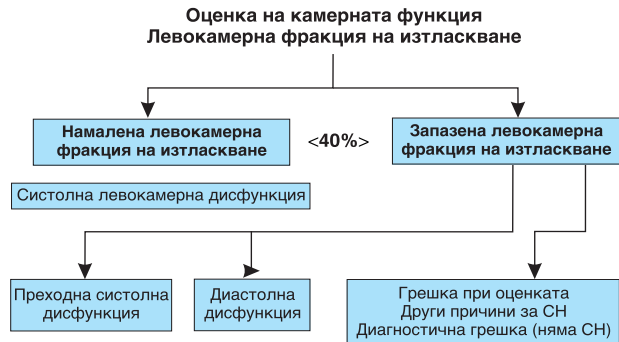 Оценка на камерната функция
Левокамерна фракция на изтласкване
Намалена левокамерна
фракция на изтласкване
<40%>
Запазена левокамерна
фракция на изтласкване
Систолна левокамерна дисфункция
Преходна систолна
дисфункция
Диастолна
дисфункция
Грешка при оценката
Други причини за СН
Диагностична грешка (няма СН)